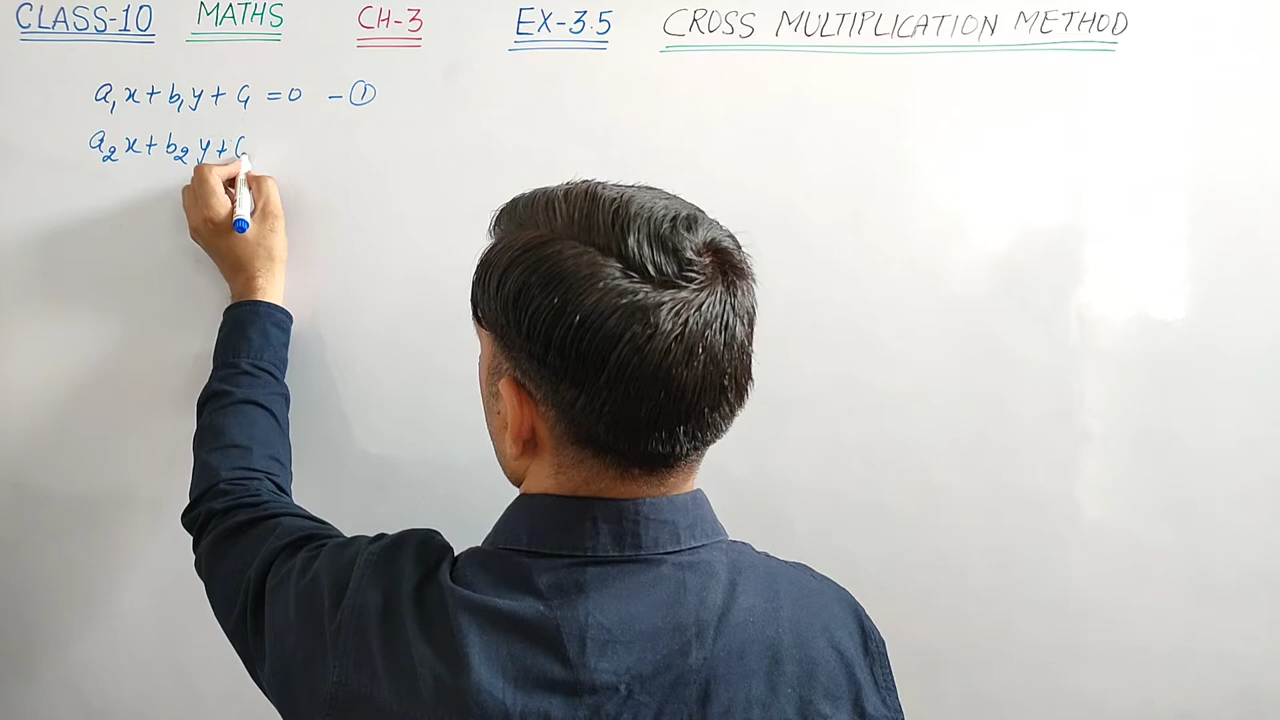 CLASS-10 MATHS CH-3 EX-3.5 CROSS MULTIPLICATION METHOD
a₁x + b₁y + c₁ = 0 - ①
a₂x + b₂y + c